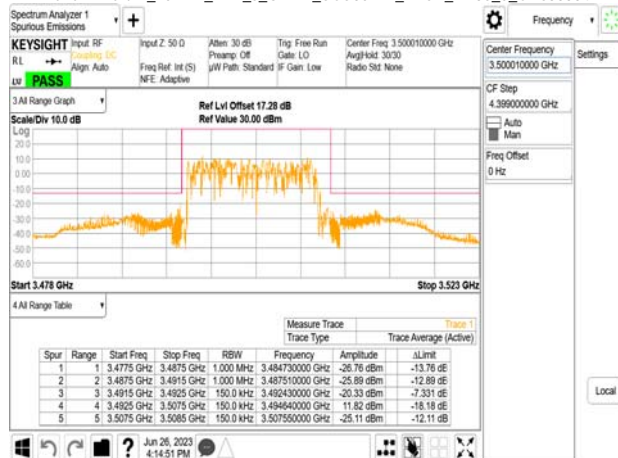 Spectrum Analyzer 1
Spurious Emissions
Frequency
KEYSIGHT
Input: RF
Coupling: DC
Align: Auto
Input Z: 50 Ω
Freq Ref: Int (S)
NFE: Adaptive
Atten: 30 dB
Preamp: Off
µW Path: Standard
Trig: Free Run
Gate: LO
IF Gain: Low
Center Freq: 3.500010000 GHz
Avg|Hold: 30/30
Radio Std: None
RL
LXI PASS
Center Frequency
3.500010000 GHz
Settings
CF Step
4.399000000 GHz
Auto
Man
Freq Offset
0 Hz
3 All Range Graph
Scale/Div 10.0 dB
Ref Lvl Offset 17.28 dB
Ref Value 30.00 dBm
Log
20.0
10.0
0.00
-10.0
-20.0
-30.0
-40.0
-50.0
-60.0
Start 3.478 GHz
Stop 3.523 GHz
4 All Range Table
Measure Trace Trace 1
Trace Type Trace Average (Active)
Spur Range Start Freq Stop Freq RBW Frequency Amplitude ΔLimit
1 1 3.4775 GHz 3.4875 GHz 1.000 MHz 3.484730000 GHz -26.76 dBm -13.76 dB
2 2 3.4875 GHz 3.4915 GHz 1.000 MHz 3.487510000 GHz -25.89 dBm -12.89 dB
3 3 3.4915 GHz 3.4925 GHz 150.0 kHz 3.492430000 GHz -20.33 dBm -7.331 dB
4 4 3.4925 GHz 3.5075 GHz 150.0 kHz 3.494640000 GHz 11.82 dBm -18.18 dB
5 5 3.5075 GHz 3.5085 GHz 150.0 kHz 3.507550000 GHz -25.11 dBm -12.11 dB
Local
Jun 26, 2023
4:14:51 PM